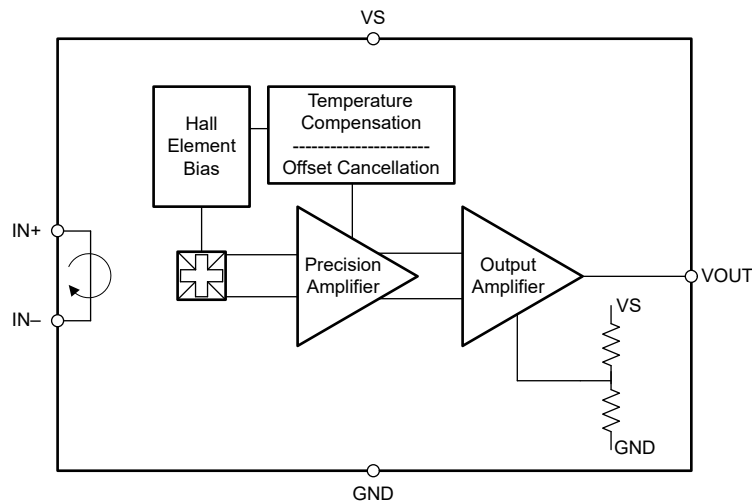 VS
Hall
Element
Bias
Temperature
Compensation
-----------------------
Offset Cancellation
IN+
Precision
Amplifier
Output
Amplifier
VOUT
IN–
VS
GND
GND